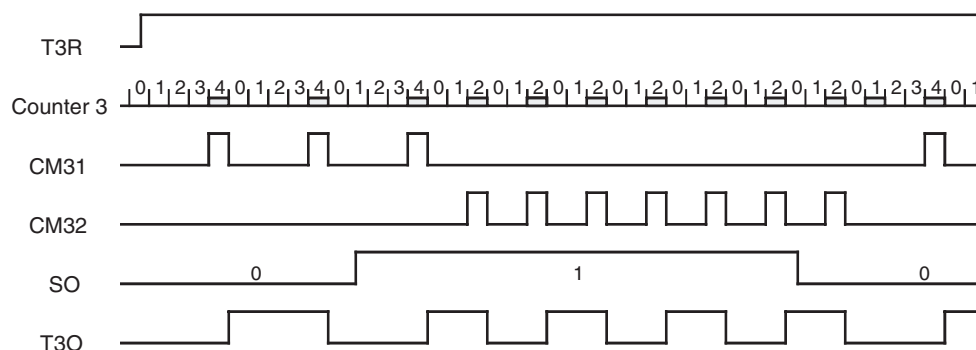 T3R
Counter 3 0 1 2 3 4 0 1 2 3 4 0 1 2 3 4 0 1 2 0 1 2 0 1 2 0 1 2 0 1 2 0 1 2 0 1 2 0 1 2 3 4 0 1
CM31
CM32
SO 0 1 0
T3O